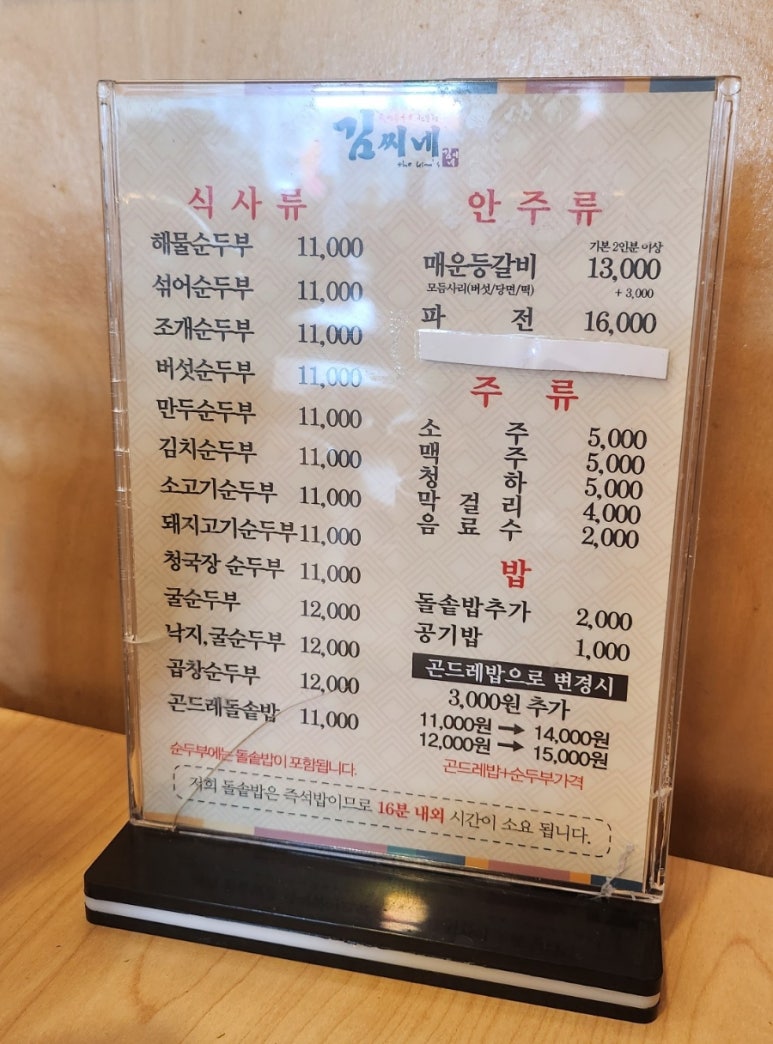 김씨네
the kim's
식사류
해물순두부 11,000
섞어순두부 11,000
조개순두부 11,000
버섯순두부 11,000
만두순두부 11,000
김치순두부 11,000
소고기순두부 11,000
돼지고기순두부 11,000
청국장 순두부 11,000
굴순두부 12,000
낙지,굴순두부 12,000
곱창순두부 12,000
곤드레돌솥밥 11,000
순두부에는 돌솥밥이 포함됩니다.
안주류
기본 2인분 이상
매운등갈비 13,000
모듬사리(버섯/당면/떡) +3,000
파전 16,000
주류
소주 5,000
맥주 5,000
청하 5,000
막걸리 4,000
음료수 2,000
밥
돌솥밥추가 2,000
공기밥 1,000
곤드레밥으로 변경시
3,000원 추가
11,000원 → 14,000원
12,000원 → 15,000원
곤드레밥+순두부가격
저희 돌솥밥은 즉석밥이므로 16분 내외 시간이 소요 됩니다.